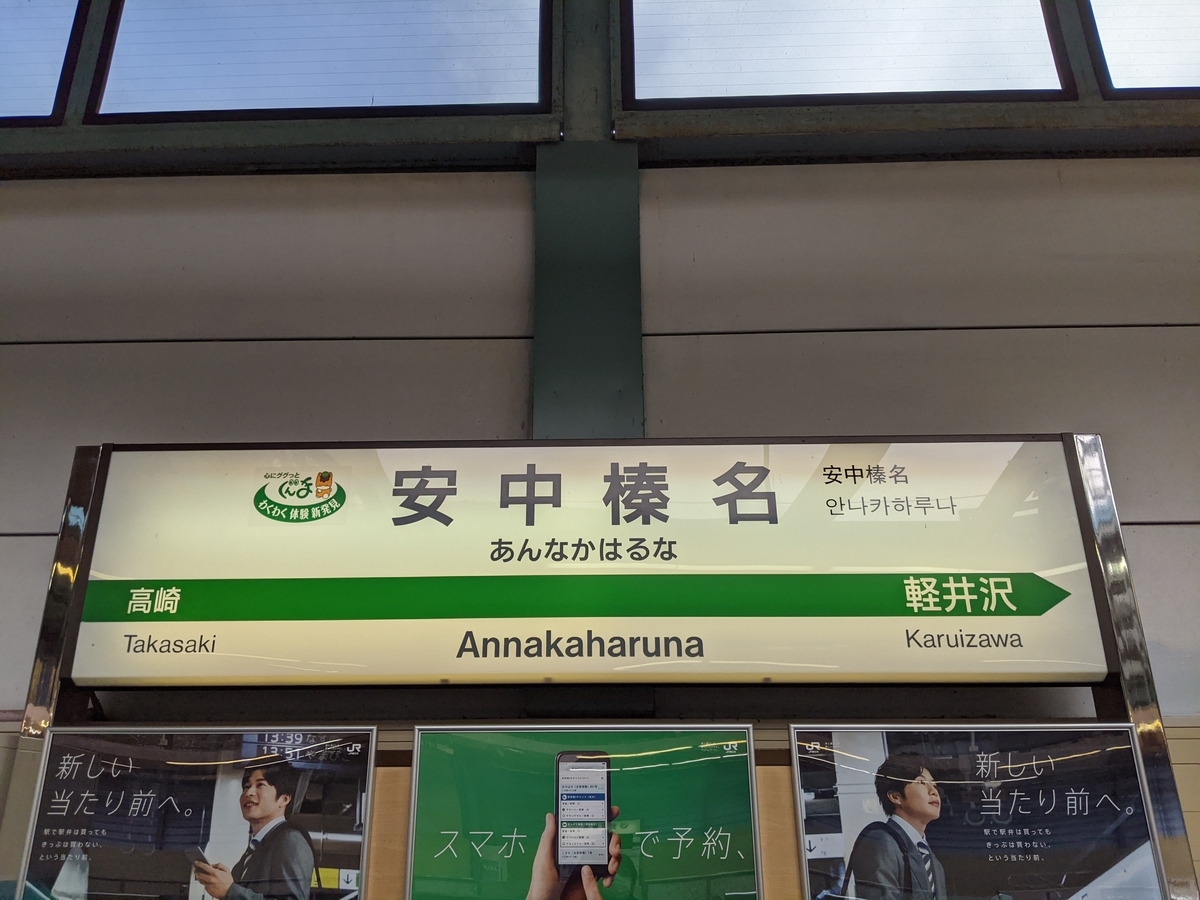 心にググっと
ぐんま
わくわく 体験 新発見
安中榛名
安中榛名
안나카하루나
あんなかはるな
高崎
軽井沢
Takasaki
Annakaharuna
Karuizawa
新しい
当たり前へ。
駅で駅弁は買っても
きっぷは買わない、
という当たり前。
13:39
13:51
JR
スマホ
で予約、
JR
JR
新しい
当たり前へ。
駅で駅弁は買っても
きっぷは買わない、
という当たり前。